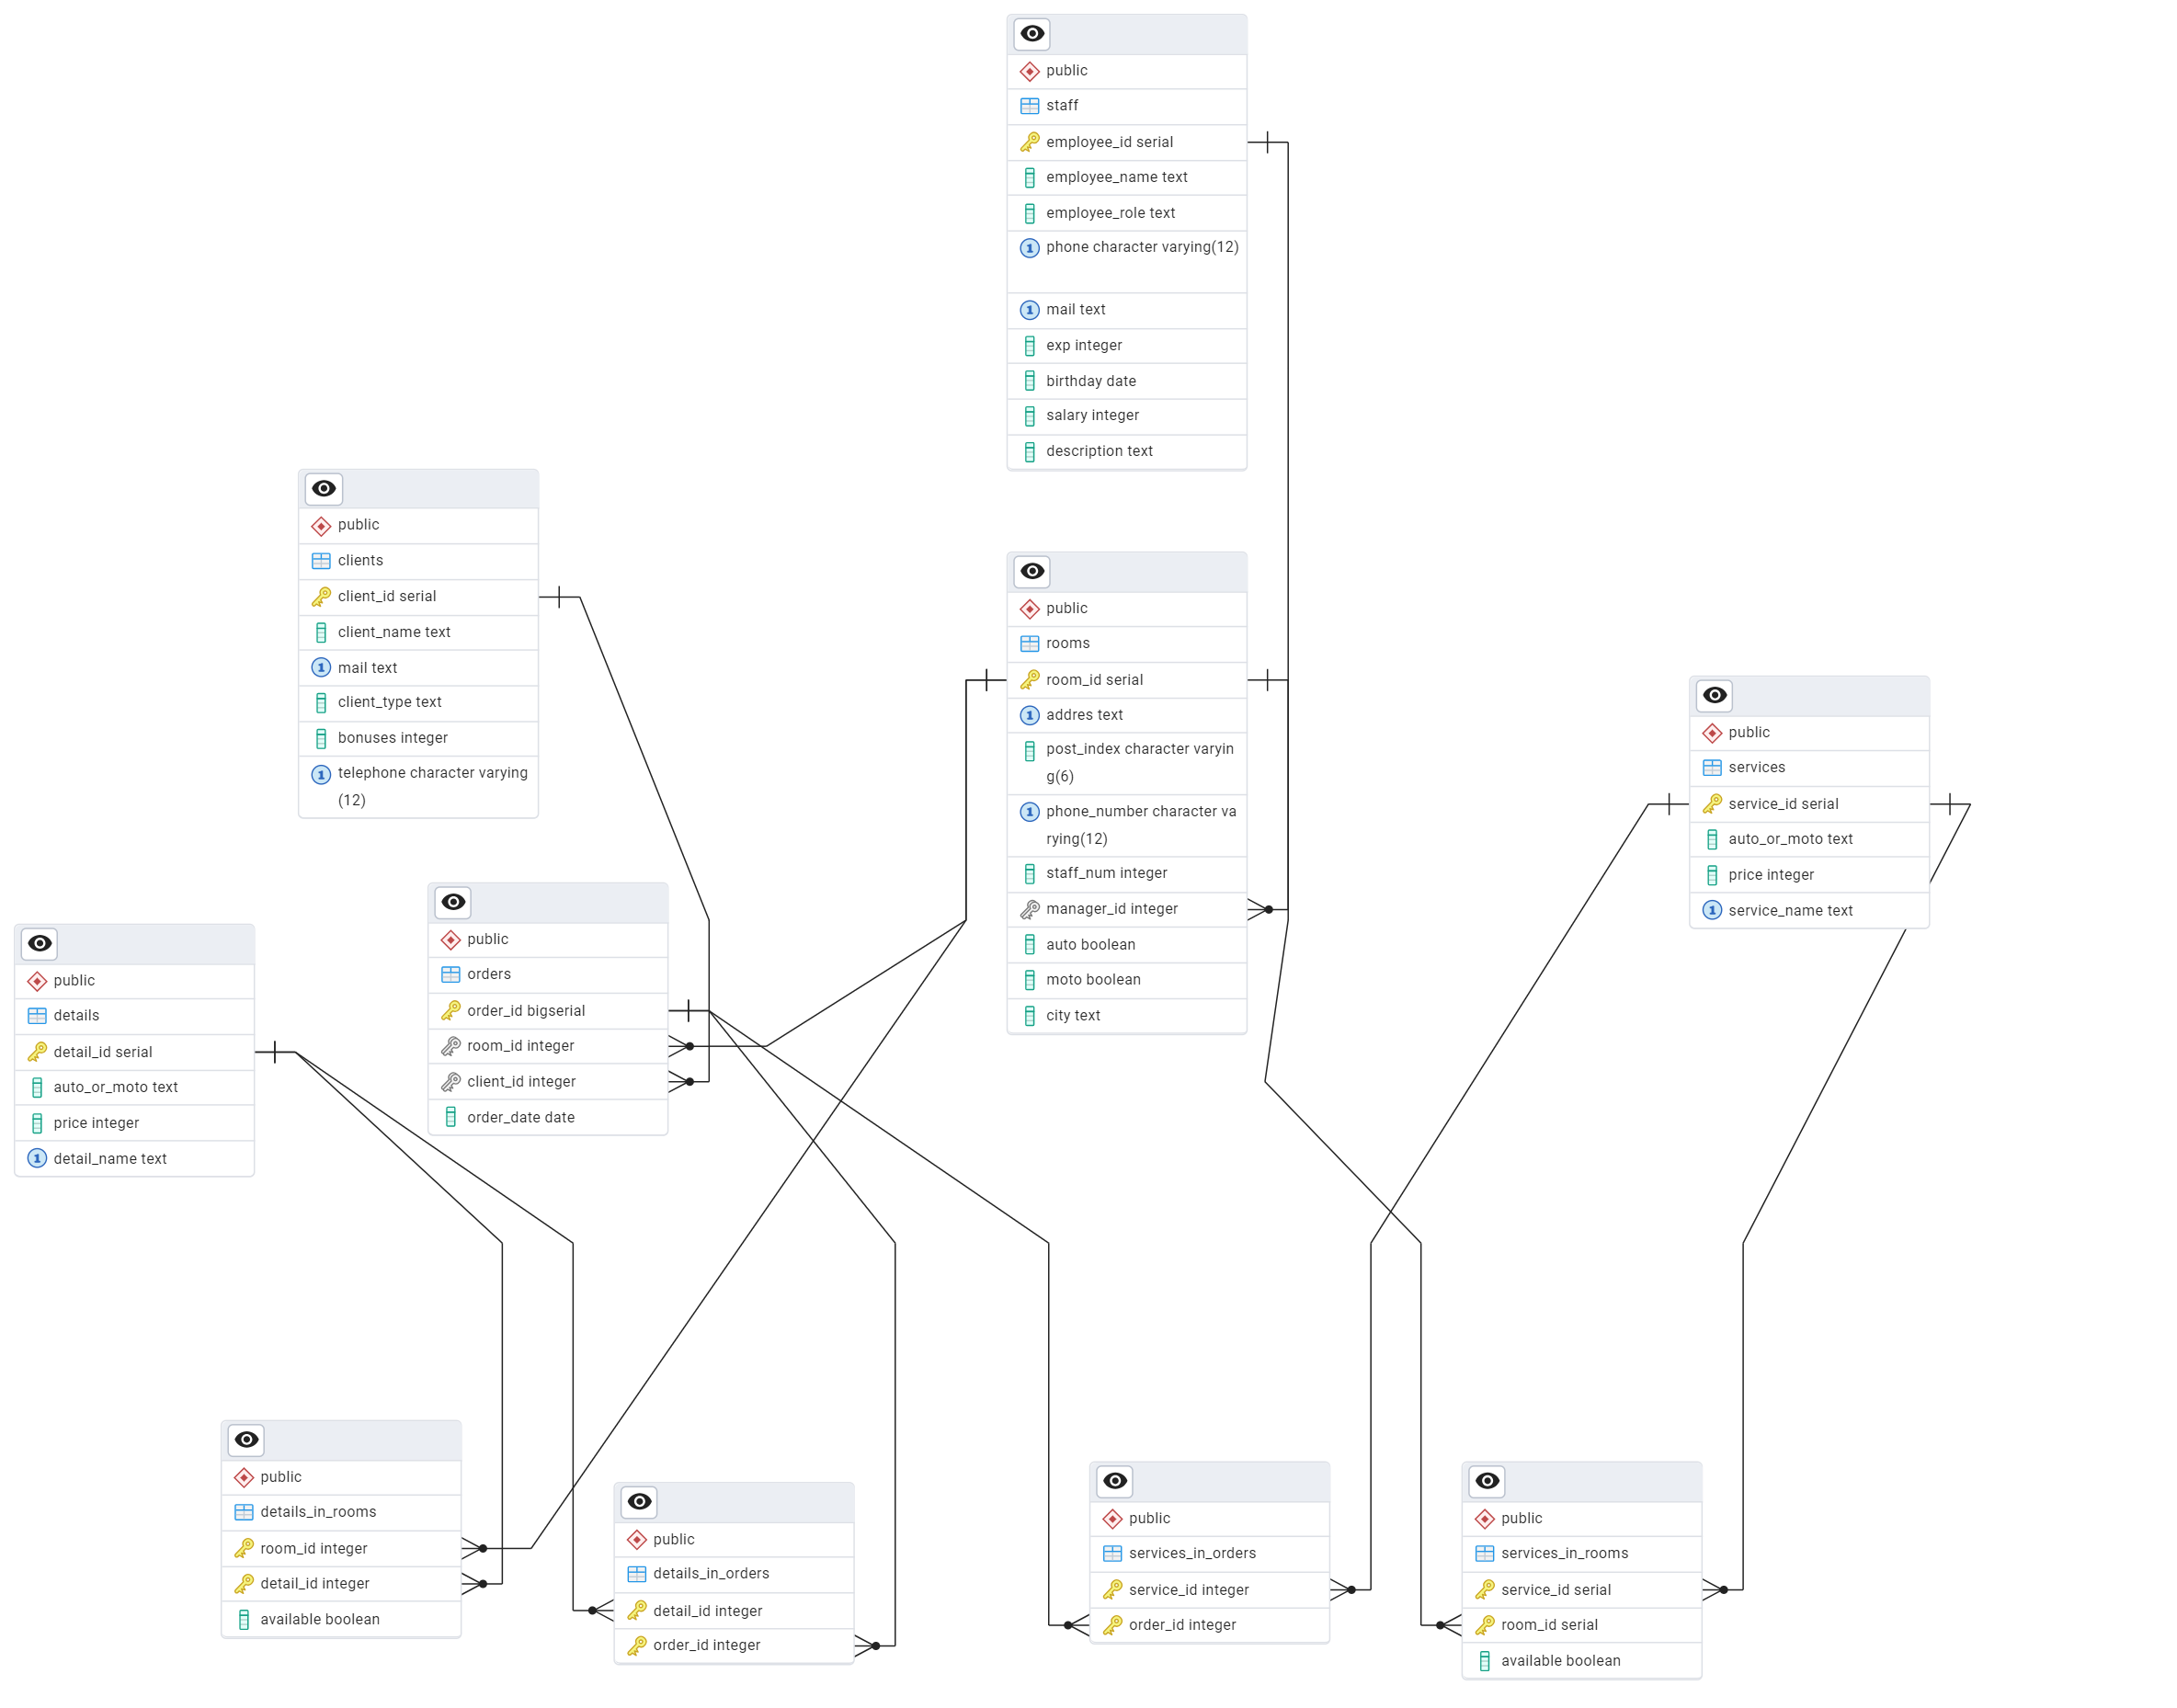 public
staff
employee_id serial
employee_name text
employee_role text
phone character varying(12)
mail text
exp integer
birthday date
salary integer
description text
public
clients
client_id serial
client_name text
mail text
client_type text
bonuses integer
telephone character varying
(12)
public
rooms
room_id serial
addres text
post_index character varyin
g(6)
phone_number character va
rying(12)
staff_num integer
manager_id integer
auto boolean
moto boolean
city text
public
services
service_id serial
auto_or_moto text
price integer
service_name text
public
orders
order_id bigserial
room_id integer
client_id integer
order_date date
public
details
detail_id serial
auto_or_moto text
price integer
detail_name text
public
details_in_rooms
room_id integer
detail_id integer
available boolean
public
details_in_orders
detail_id integer
order_id integer
public
services_in_orders
service_id integer
order_id integer
public
services_in_rooms
service_id serial
room_id serial
available boolean